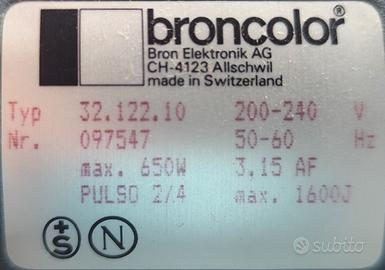 broncolor®
Bron Elektronik AG
CH-4123 Allschwil
made in Switzerland
Typ 32.122.10 200-240 V
Nr. 097547 50-60 Hz
max. 650W 3.15 AF
PULSO 2/4 max. 1600J
+S N
subito